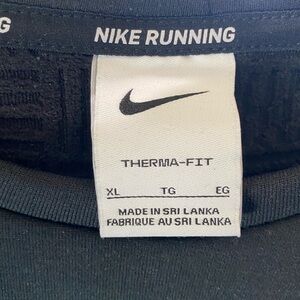 G
NIKE RUNNING
THERMA-FIT
XL TG EG
MADE IN SRI LANKA
FABRIQUE AU SRI LANKA